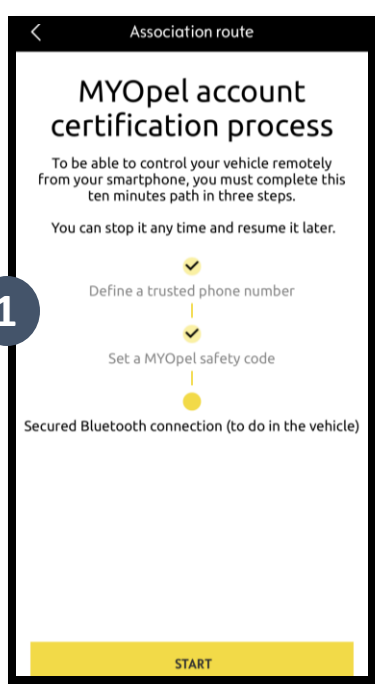 Association route
MYOpel account
certification process
To be able to control your vehicle remotely
from your smartphone, you must complete this
ten minutes path in three steps.
You can stop it any time and resume it later.
Define a trusted phone number
1
Set a MYOpel safety code
Secured Bluetooth connection (to do in the vehicle)
START